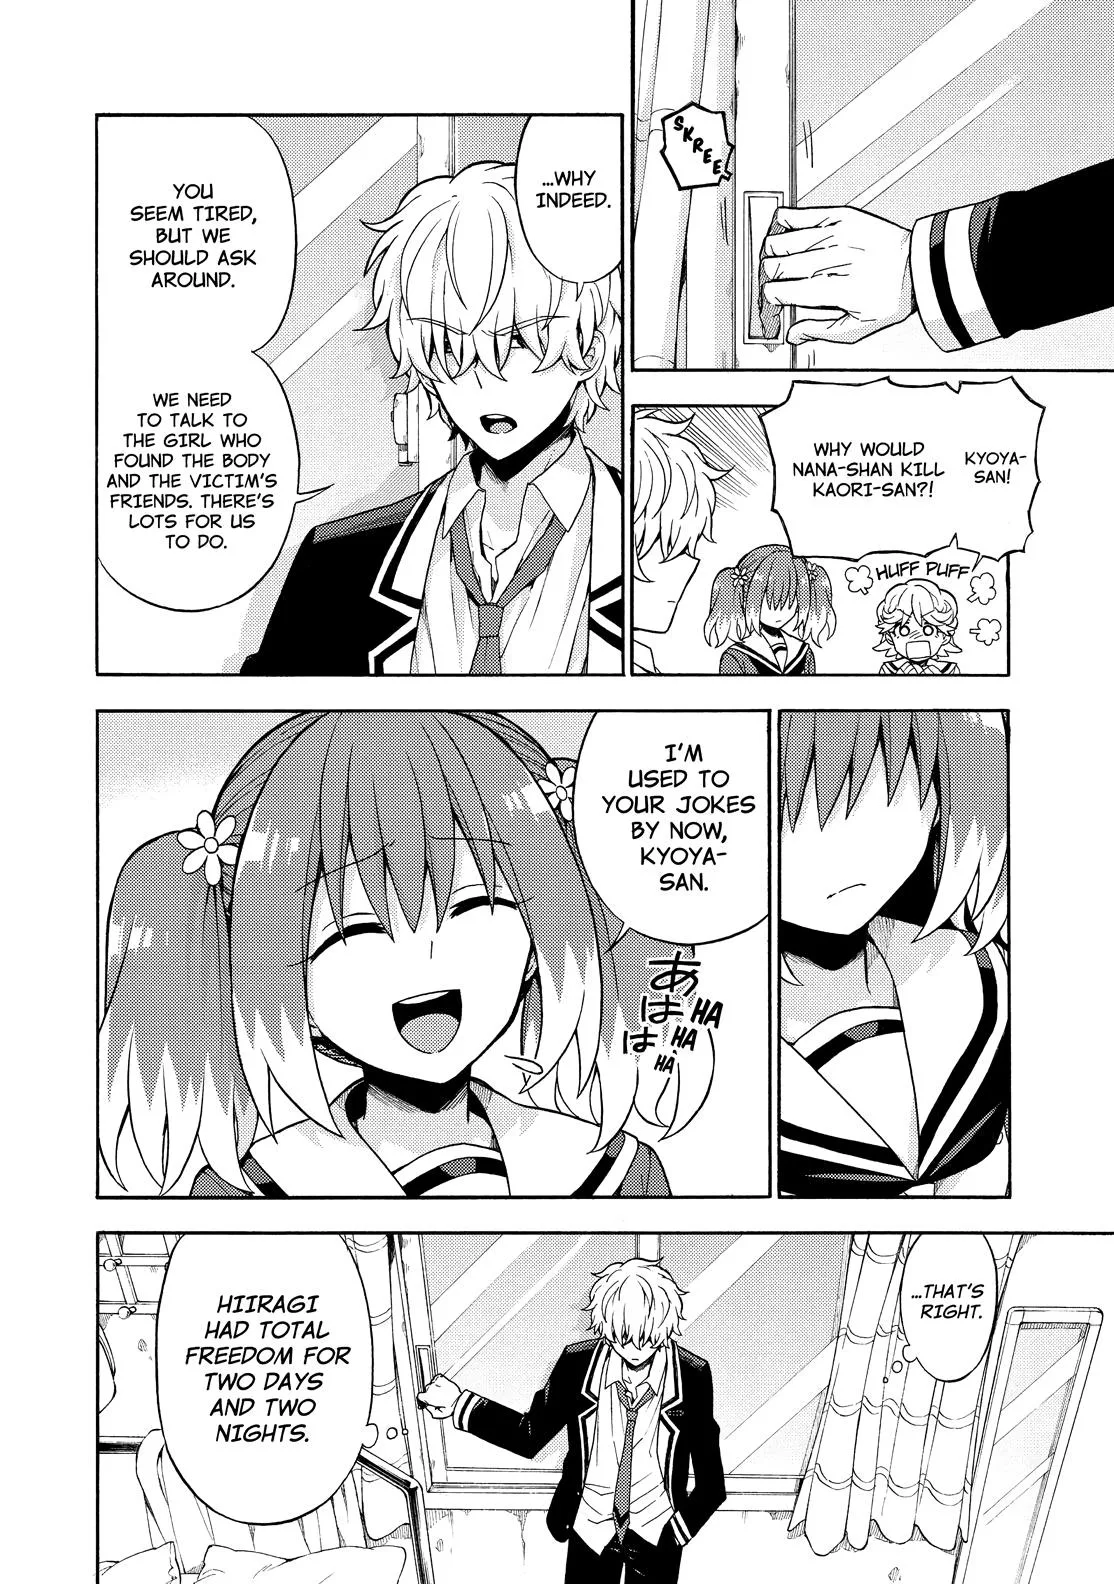 SKREE
KYOYA-
SAN!
WHY WOULD
NANA-SHAN KILL
KAORI-SAN?!
HUFF PUFF
...WHY
INDEED.
YOU
SEEM TIRED,
BUT WE
SHOULD ASK
AROUND.
WE NEED
TO TALK TO
THE GIRL WHO
FOUND THE BODY
AND THE VICTIM'S
FRIENDS. THERE'S
LOTS FOR US
TO DO.
I'M
USED TO
YOUR JOKES
BY NOW,
KYOYA-
SAN.
あはは
HA
HA
HA
...THAT'S
RIGHT.
HIIRAGI
HAD TOTAL
FREEDOM FOR
TWO DAYS
AND TWO
NIGHTS.